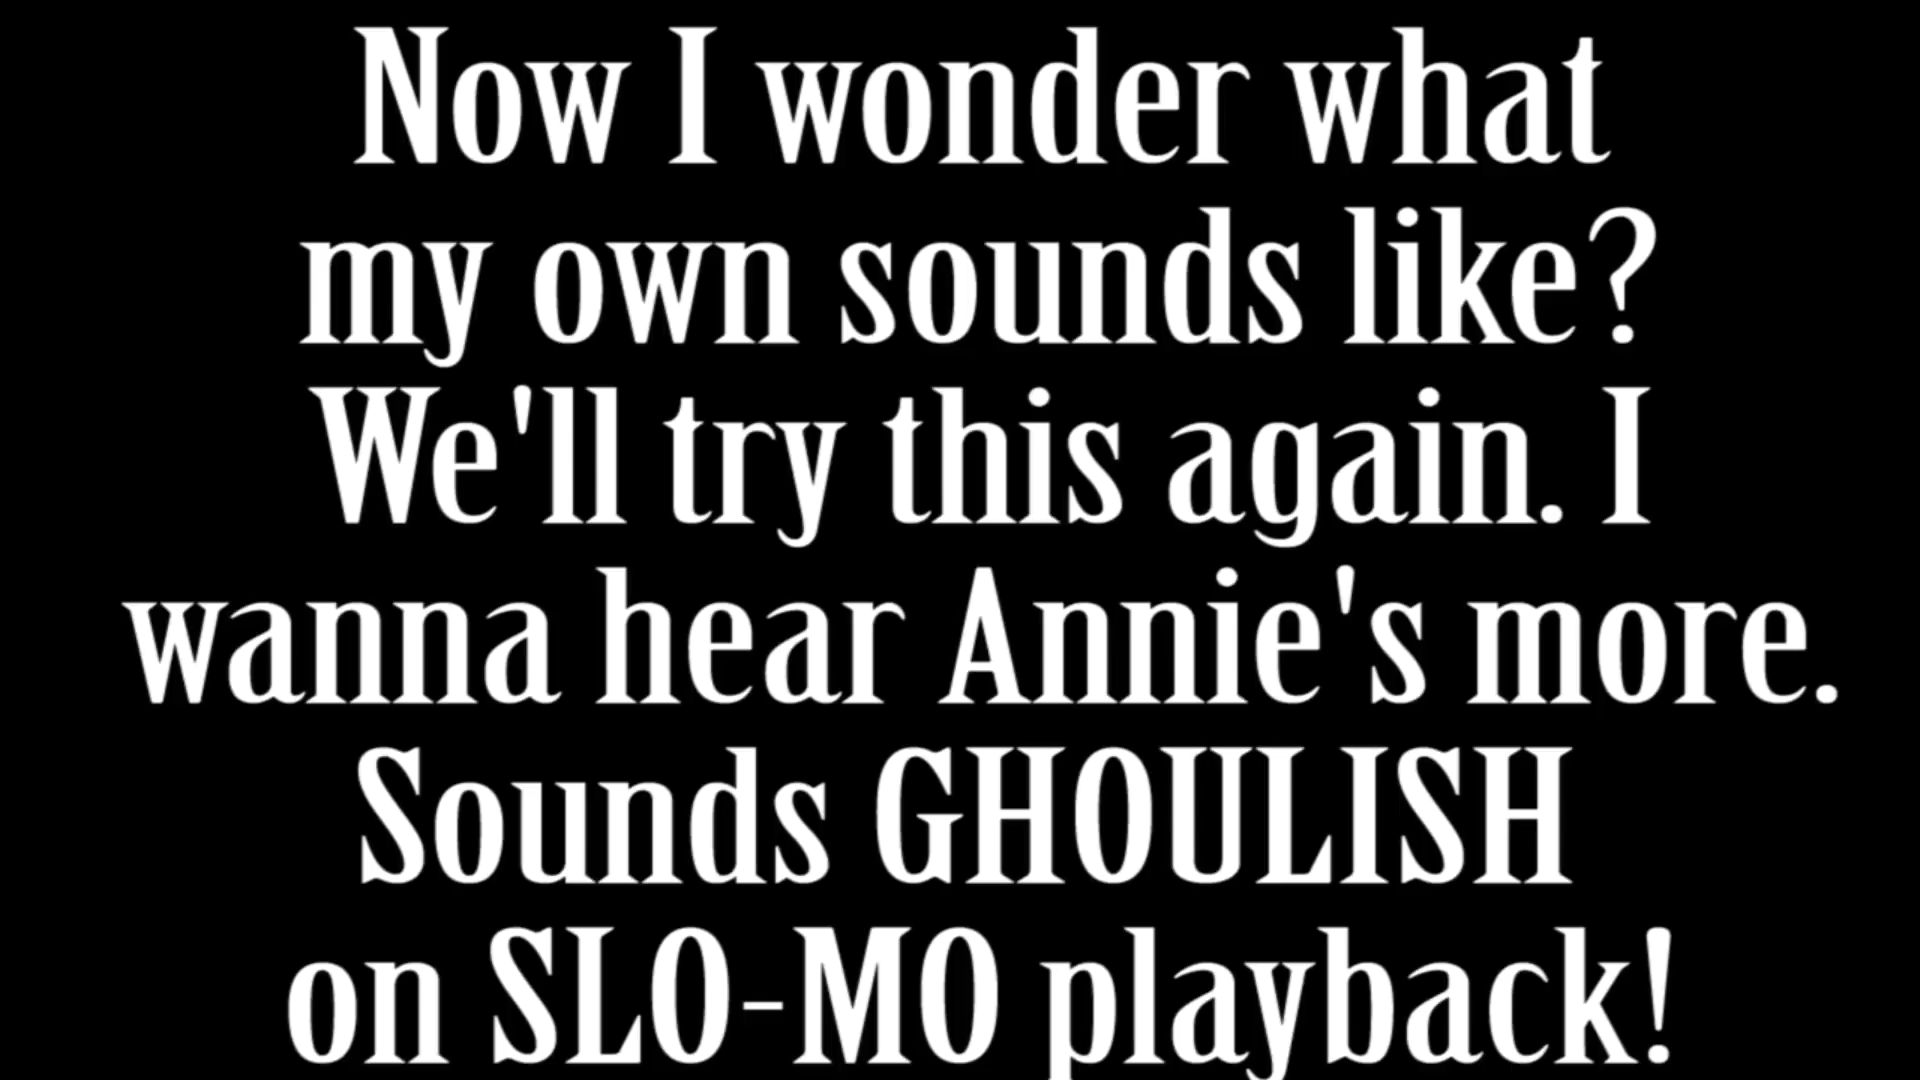 Now I wonder what
my own sounds like?
We'll try this again. I
wanna hear Annie's more.
Sounds GHOULISH
on SLO-MO playback!